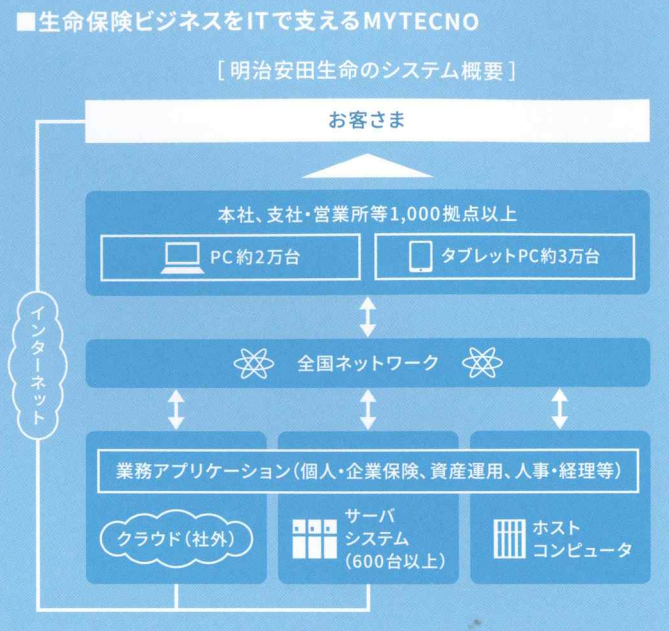 ■生命保険ビジネスをITで支えるMYTECNO
[明治安田生命のシステム概要]
お客さま
本社、支社・営業所等1,000拠点以上
PC約2万台
タブレットPC約3万台
インターネット
全国ネットワーク
業務アプリケーション(個人・企業保険、資産運用、人事・経理等)
クラウド(社外)
サーバ
システム
(600台以上)
ホスト
コンピュータ